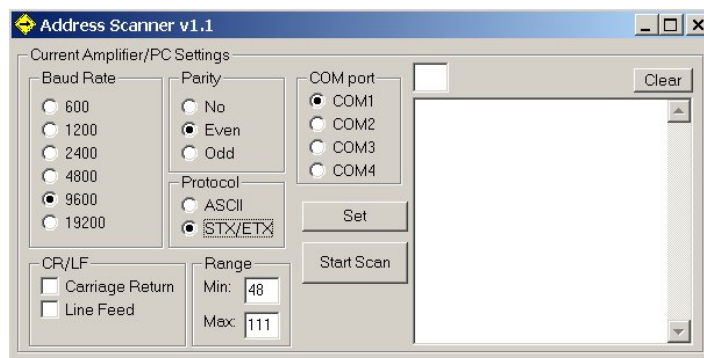 Address Scanner v1.1
Current Amplifier/PC Settings
Baud Rate
600
1200
2400
4800
9600
19200
Parity
No
Even
Odd
Protocol
ASCII
STX/ETX
COM port
COM1
COM2
COM3
COM4
Set
Start Scan
Clear
CR/LF
Carriage Return
Line Feed
Range
Min: 48
Max: 111